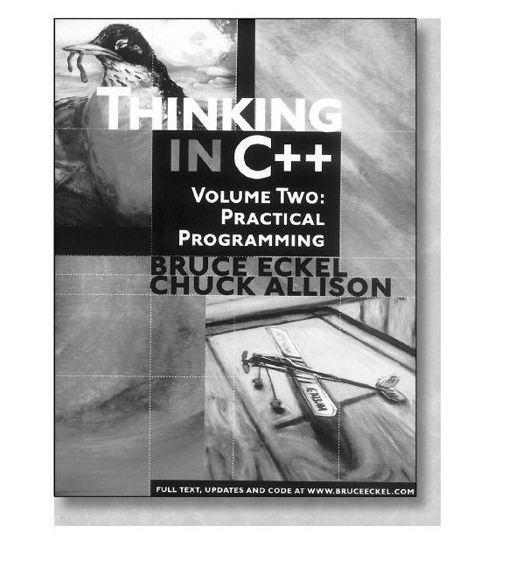 THINKING
IN C++
VOLUME TWO:
PRACTICAL
PROGRAMMING
BRUCE ECKEL
CHUCK ALLISON
FULL TEXT, UPDATES AND CODE AT WWW.BRUCEECKEL.COM